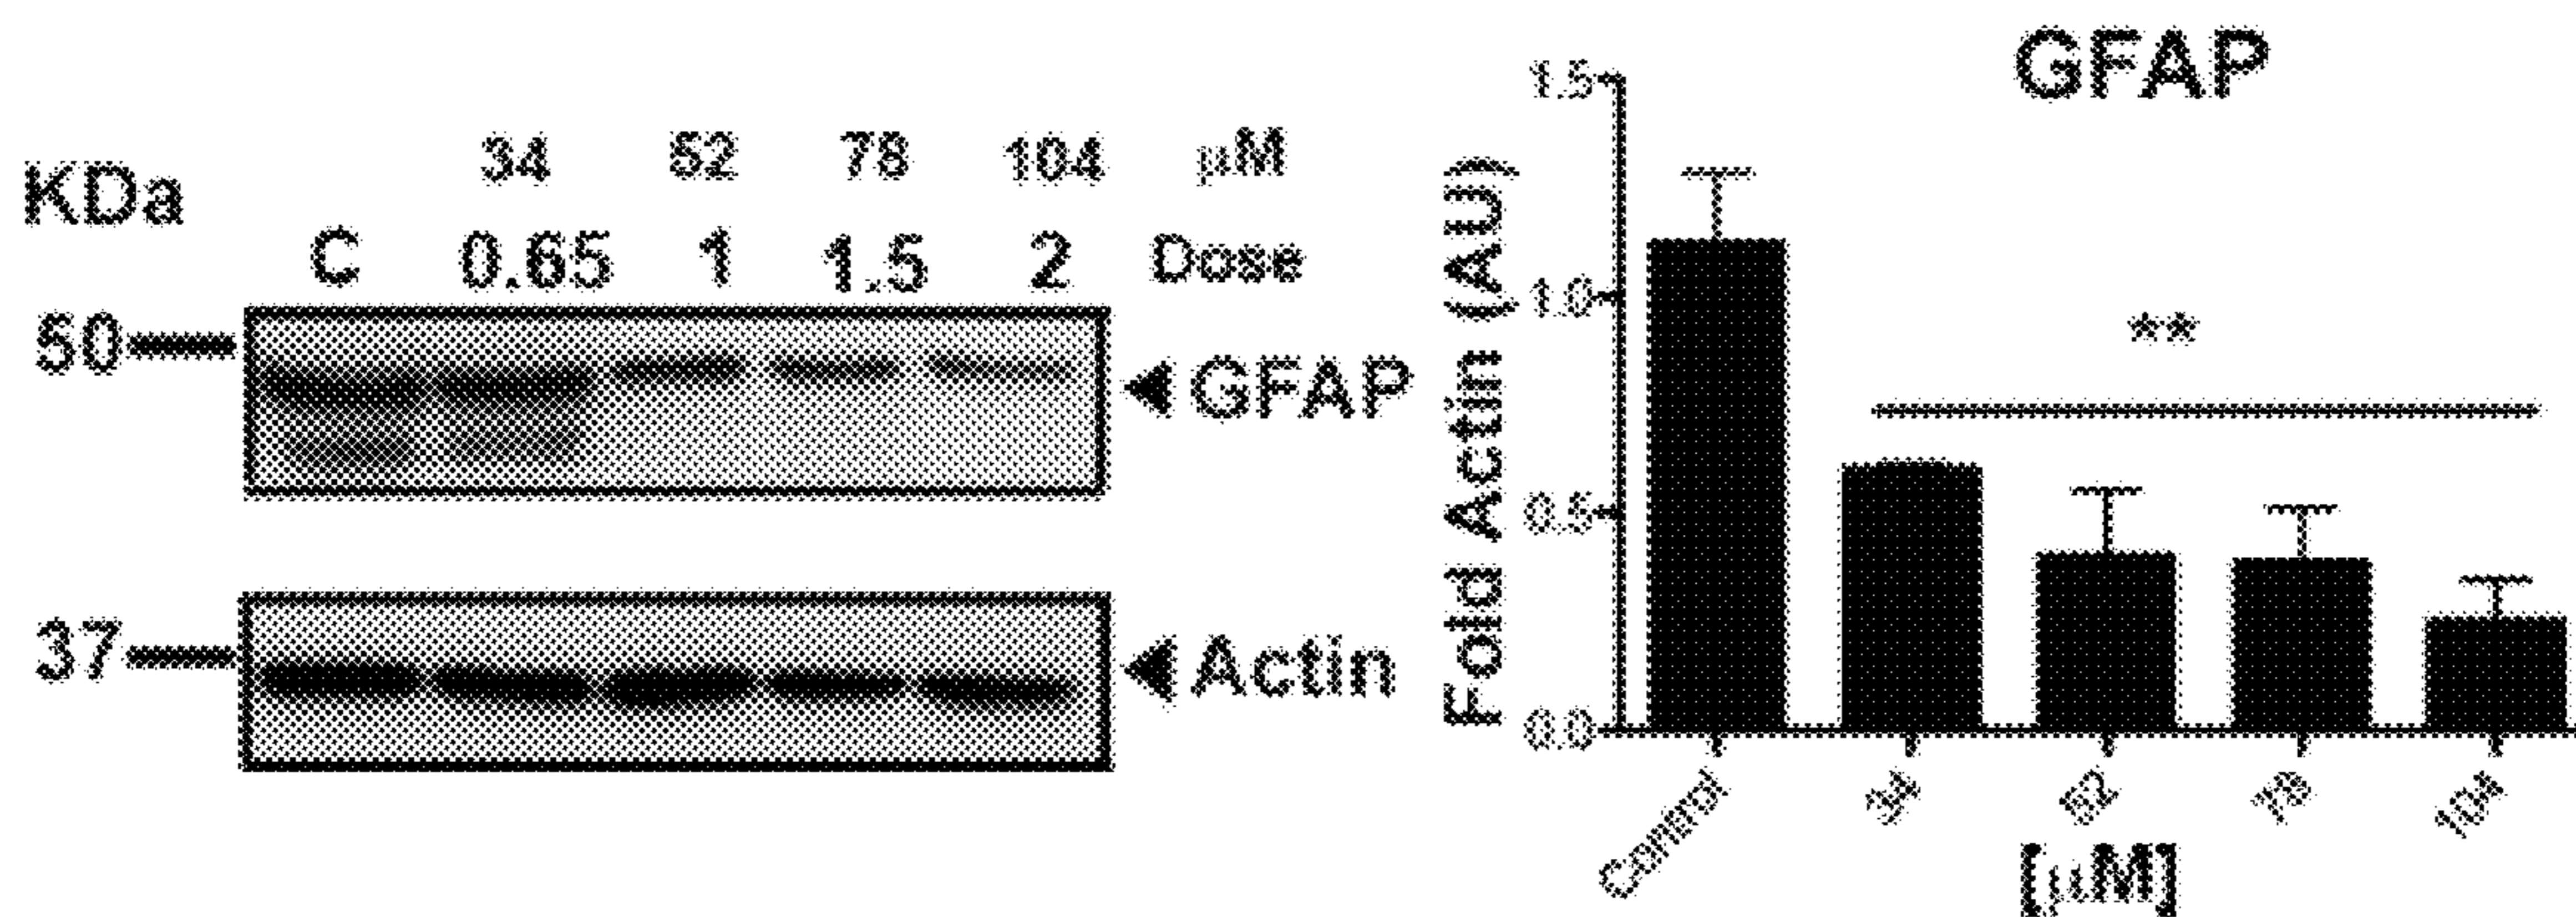 34 52 78 104 µM
KDa
C 0.65 1 1.5 2 Dose
50
GFAP
37
Actin
GFAP
Fold Actin (AU)
1.5
1.0
**
0.5
0.0
Control 34 52 78 104
[µM]